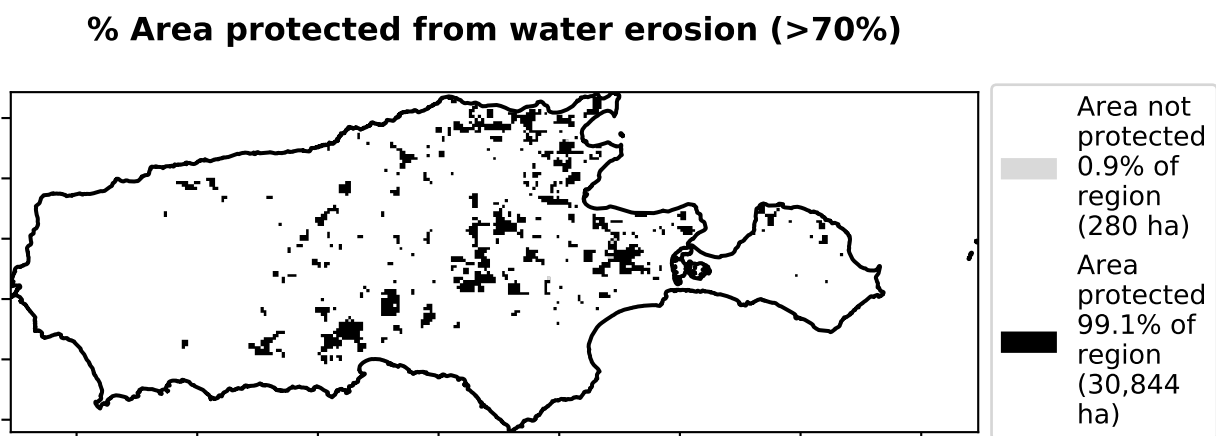 % Area protected from water erosion (>70%)
Area not
protected
0.9% of
region
(280 ha)
Area
protected
99.1% of
region
(30,844
ha)